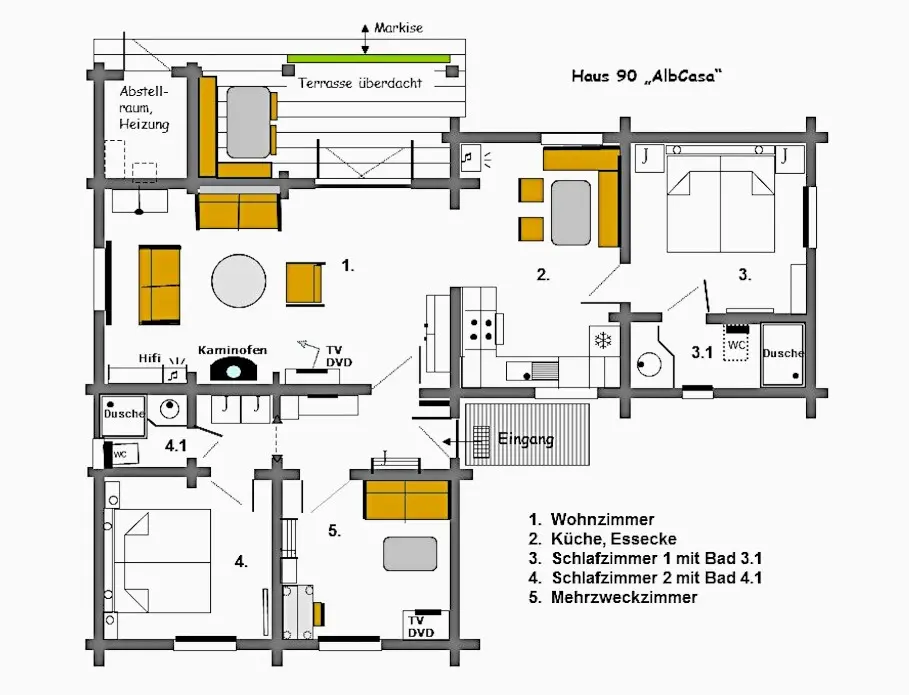 Markise
Haus 90 „AlbCasa“
Terrasse überdacht
Abstell-
raum,
Heizung
J
J
1.
2.
3.
Hifi
Kaminofen
TV
DVD
3.1
WC
Dusche
Dusche
J
J
4.1
WC
Eingang
J
4.
5.
TV
DVD
1. Wohnzimmer
2. Küche, Essecke
3. Schlafzimmer 1 mit Bad 3.1
4. Schlafzimmer 2 mit Bad 4.1
5. Mehrzweckzimmer